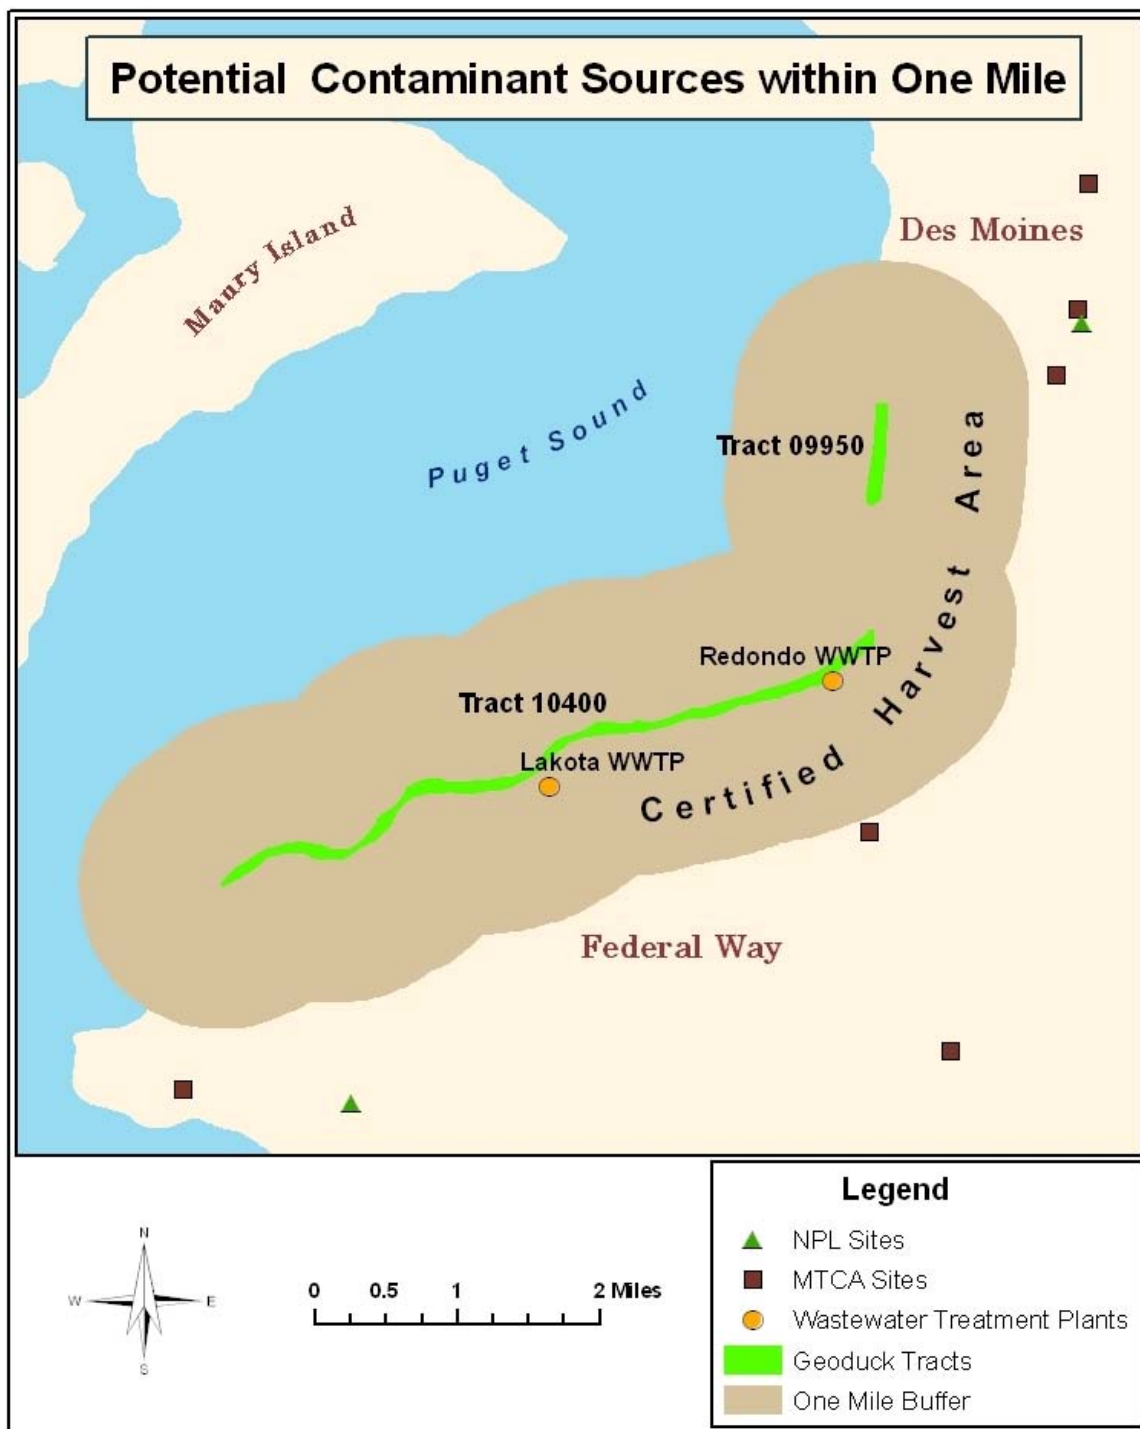 Potential Contaminant Sources within One Mile
Des Moines
Maury Island
Puget Sound
Tract 09950
Certified Harvest Area
Redondo WWTP
Tract 10400
Lakota WWTP
Federal Way
N
W E
S
0 0.5 1 2 Miles
Legend
NPL Sites
MTCA Sites
Wastewater Treatment Plants
Geoduck Tracts
One Mile Buffer